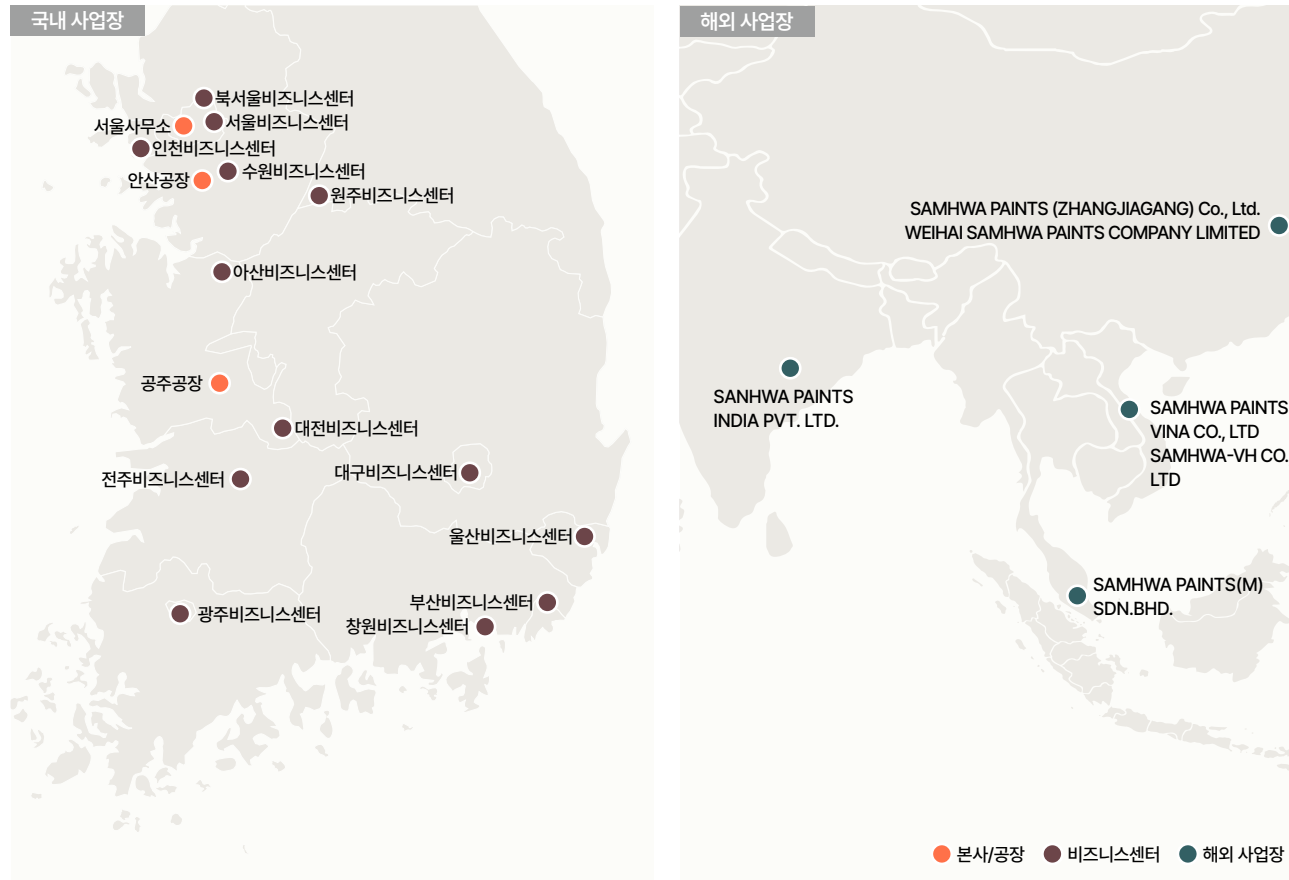 국내 사업장
북서울비즈니스센터
서울사무소
서울비즈니스센터
인천비즈니스센터
안산공장
수원비즈니스센터
원주비즈니스센터
아산비즈니스센터
공주공장
대전비즈니스센터
전주비즈니스센터
대구비즈니스센터
울산비즈니스센터
광주비즈니스센터
부산비즈니스센터
창원비즈니스센터
해외 사업장
SAMHWA PAINTS (ZHANGJIAGANG) Co., Ltd.
WEIHAI SAMHWA PAINTS COMPANY LIMITED
SANHWA PAINTS
INDIA PVT. LTD.
SAMHWA PAINTS
VINA CO., LTD
SAMHWA-VH CO.
LTD
SAMHWA PAINTS(M)
SDN.BHD.
본사/공장
비즈니스센터
해외 사업장